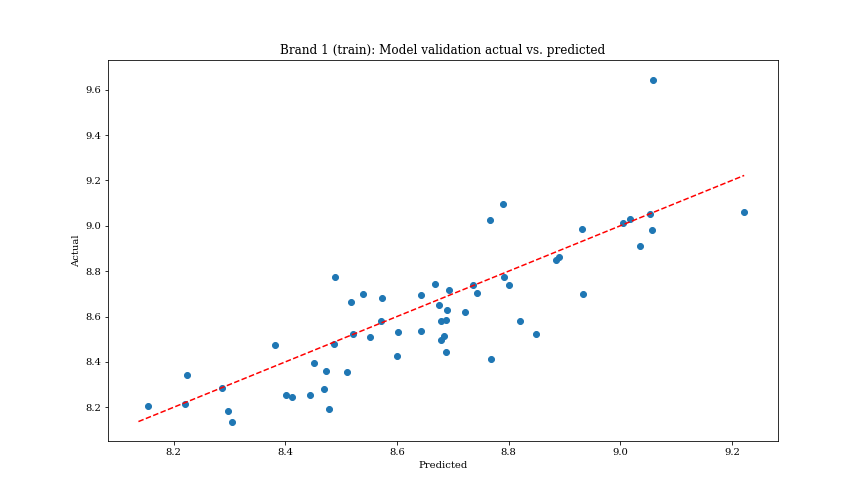 Brand 1 (train): Model validation actual vs. predicted
9.6
9.4
9.2
9.0
8.8
8.6
8.4
8.2
Actual
8.2 8.4 8.6 8.8 9.0 9.2
Predicted